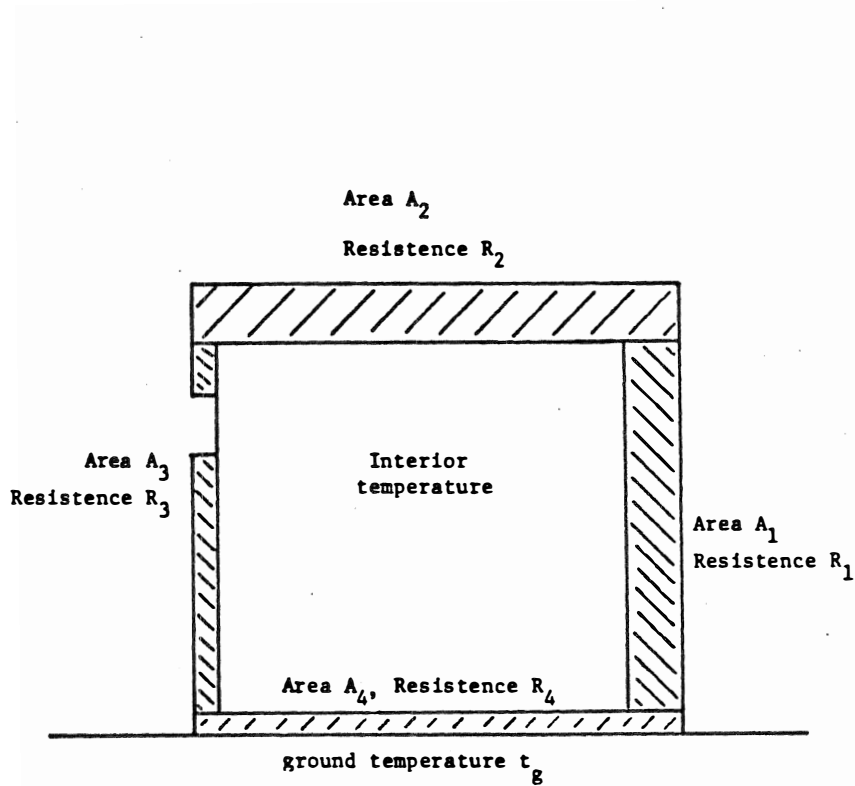 Area A₂
Resistence R₂
Area A₃
Resistence R₃
Interior
temperature
Area A₁
Resistence R₁
Area A₄, Resistence R₄
ground temperature t_g